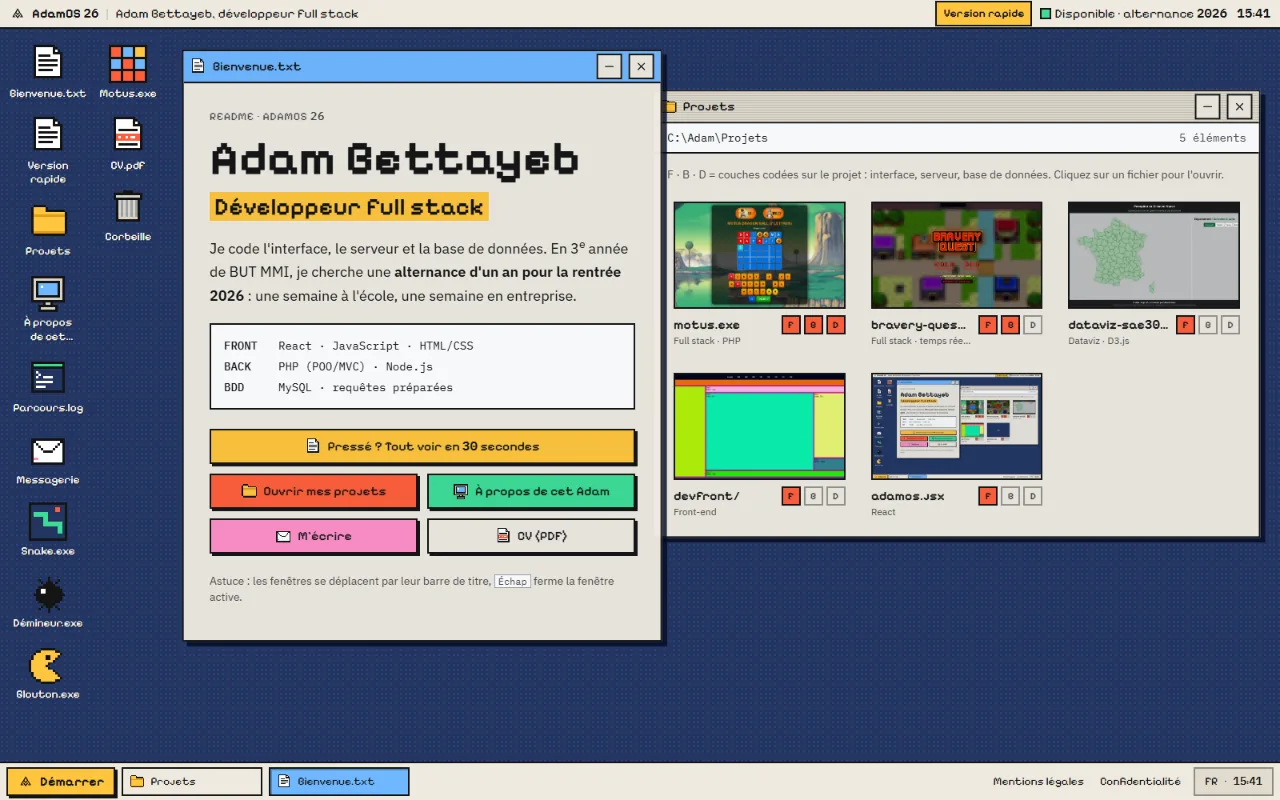 AdamOS 26 | Adam Bettayeb, développeur Full stack
Version rapide
Disponible · alternance 2026 15:41
Bienvenue.txt
Motus.exe
Version rapide
CV.pdf
Projets
Corbeille
À propos de cet…
Parcours.log
Messagerie
Snake.exe
Démineur.exe
Glouton.exe
Bienvenue.txt
README · ADAMOS 26
Adam Bettayeb
Développeur Full stack
Je code l'interface, le serveur et la base de données. En 3e année
de BUT MMI, je cherche une alternance d'un an pour la rentrée
2026 : une semaine à l'école, une semaine en entreprise.
FRONT React · JavaScript · HTML/CSS
BACK PHP (POO/MVC) · Node.js
BDD MySQL · requêtes préparées
Pressé ? Tout voir en 30 secondes
Ouvrir mes projets
À propos de cet Adam
M'écrire
CV (PDF)
Astuce : les fenêtres se déplacent par leur barre de titre, Échap ferme la fenêtre
active.
Projets
C:\Adam\Projets 5 éléments
F · B · D = couches codées sur le projet : interface, serveur, base de données. Cliquez sur un fichier pour l'ouvrir.
BRAVERY
QUEST
motus.exe F B D
Full stack · PHP
bravery-ques… F B D
Full stack · temps rée…
dataviz-sae30… F B D
Dataviz · D3.js
devfront/ F B D
Front-end
adamos.jsx F B D
React
Démarrer
Projets
Bienvenue.txt
Mentions légales
Confidentialité
FR · 15:41